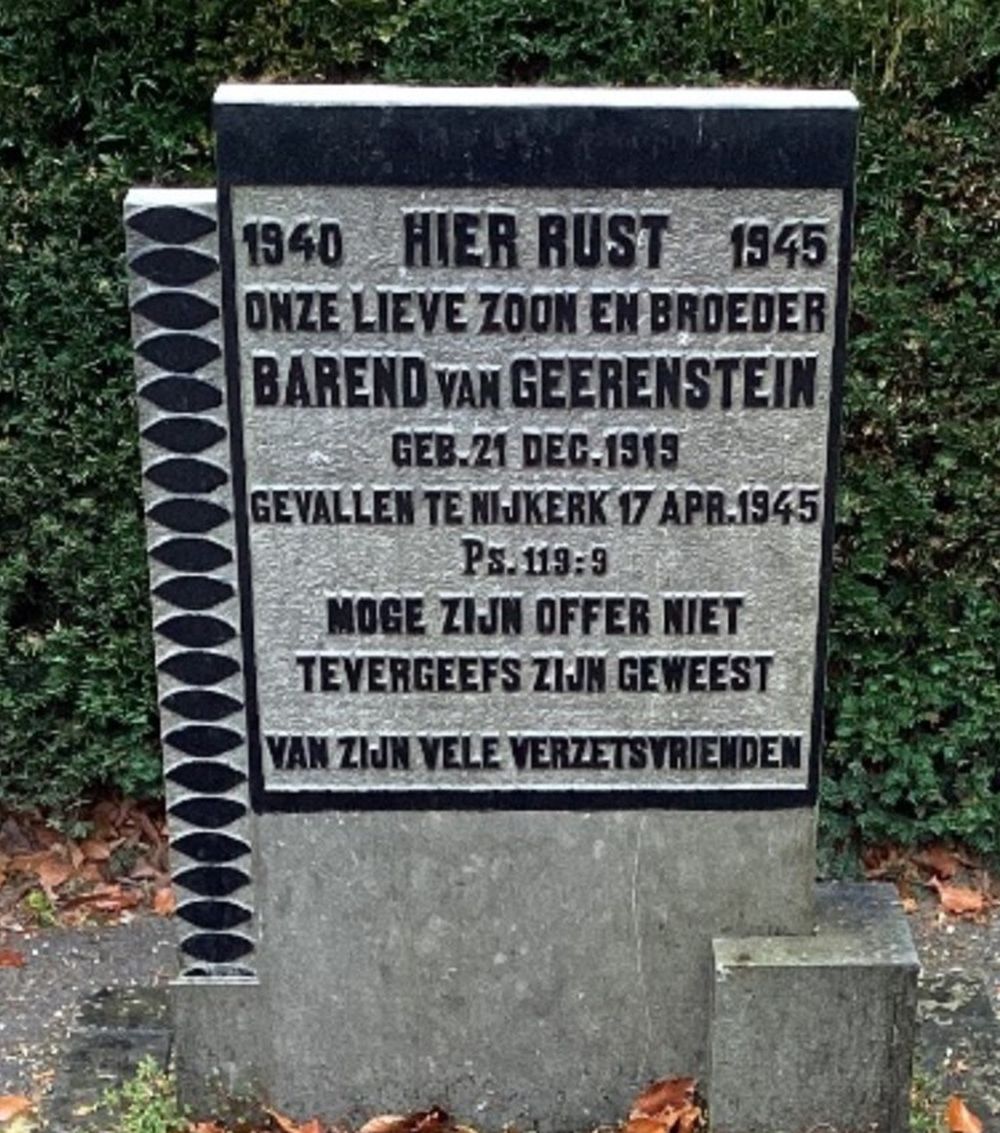 1940 HIER RUST 1945
ONZE LIEVE ZOON EN BROEDER
BAREND VAN GEERENSTEIN
GEB. 21 DEC. 1919
GEVALLEN TE NIJKERK 17 APR. 1945
Ps. 119:9
MOGE ZIJN OFFER NIET
TEVERGEEFS ZIJN GEWEEST
VAN ZIJN VELE VERZETSVRIENDEN